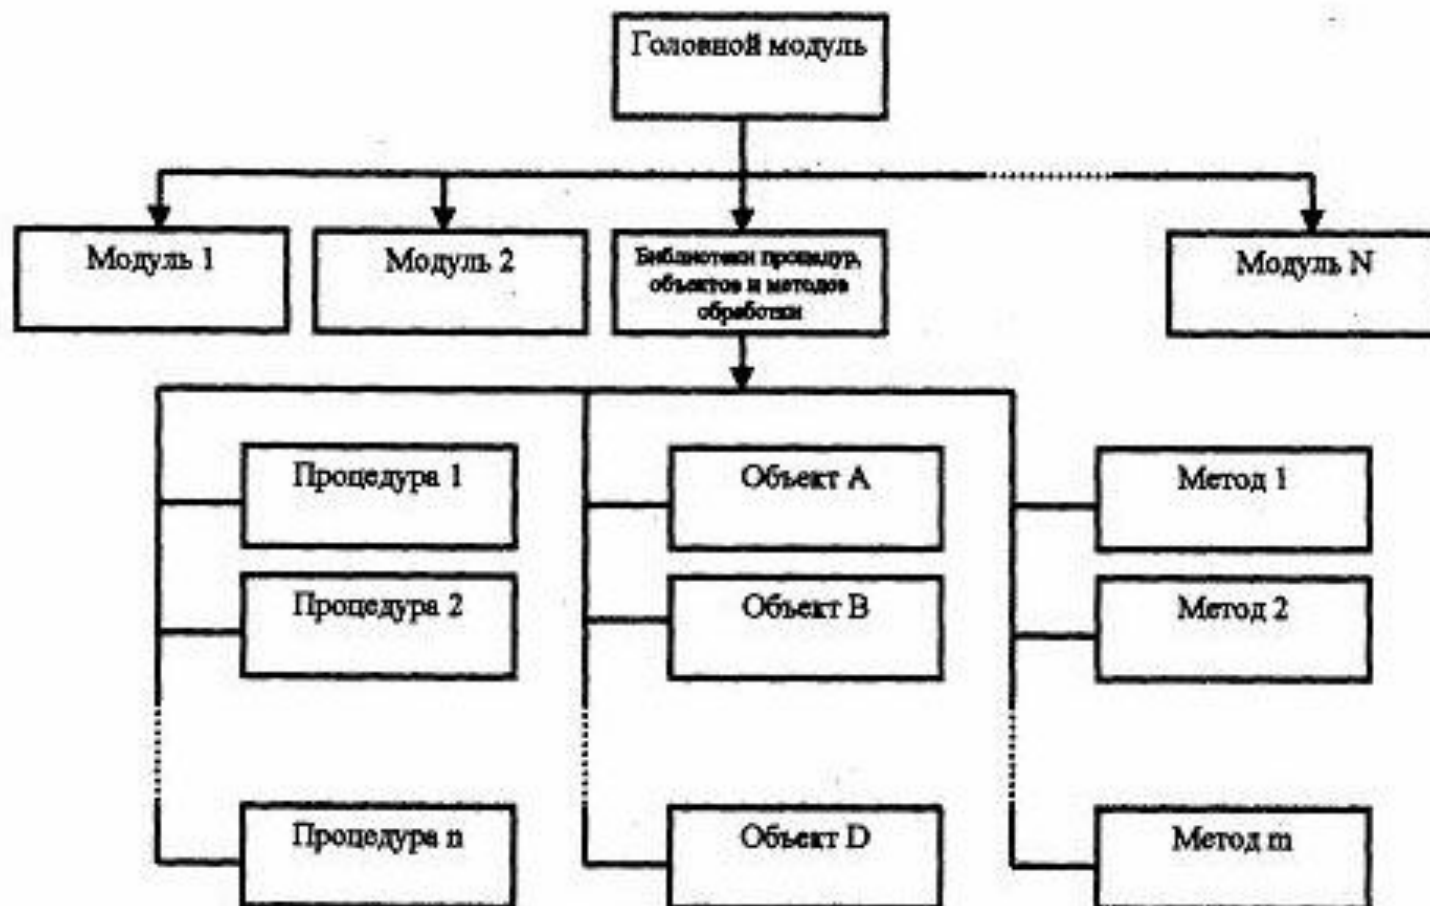 Головной модуль
Модуль 1
Модуль 2
Библиотеки процедур,
объектов и методов
обработки
Модуль N
Процедура 1
Объект A
Метод 1
Процедура 2
Объект B
Метод 2
Процедура n
Объект D
Метод m